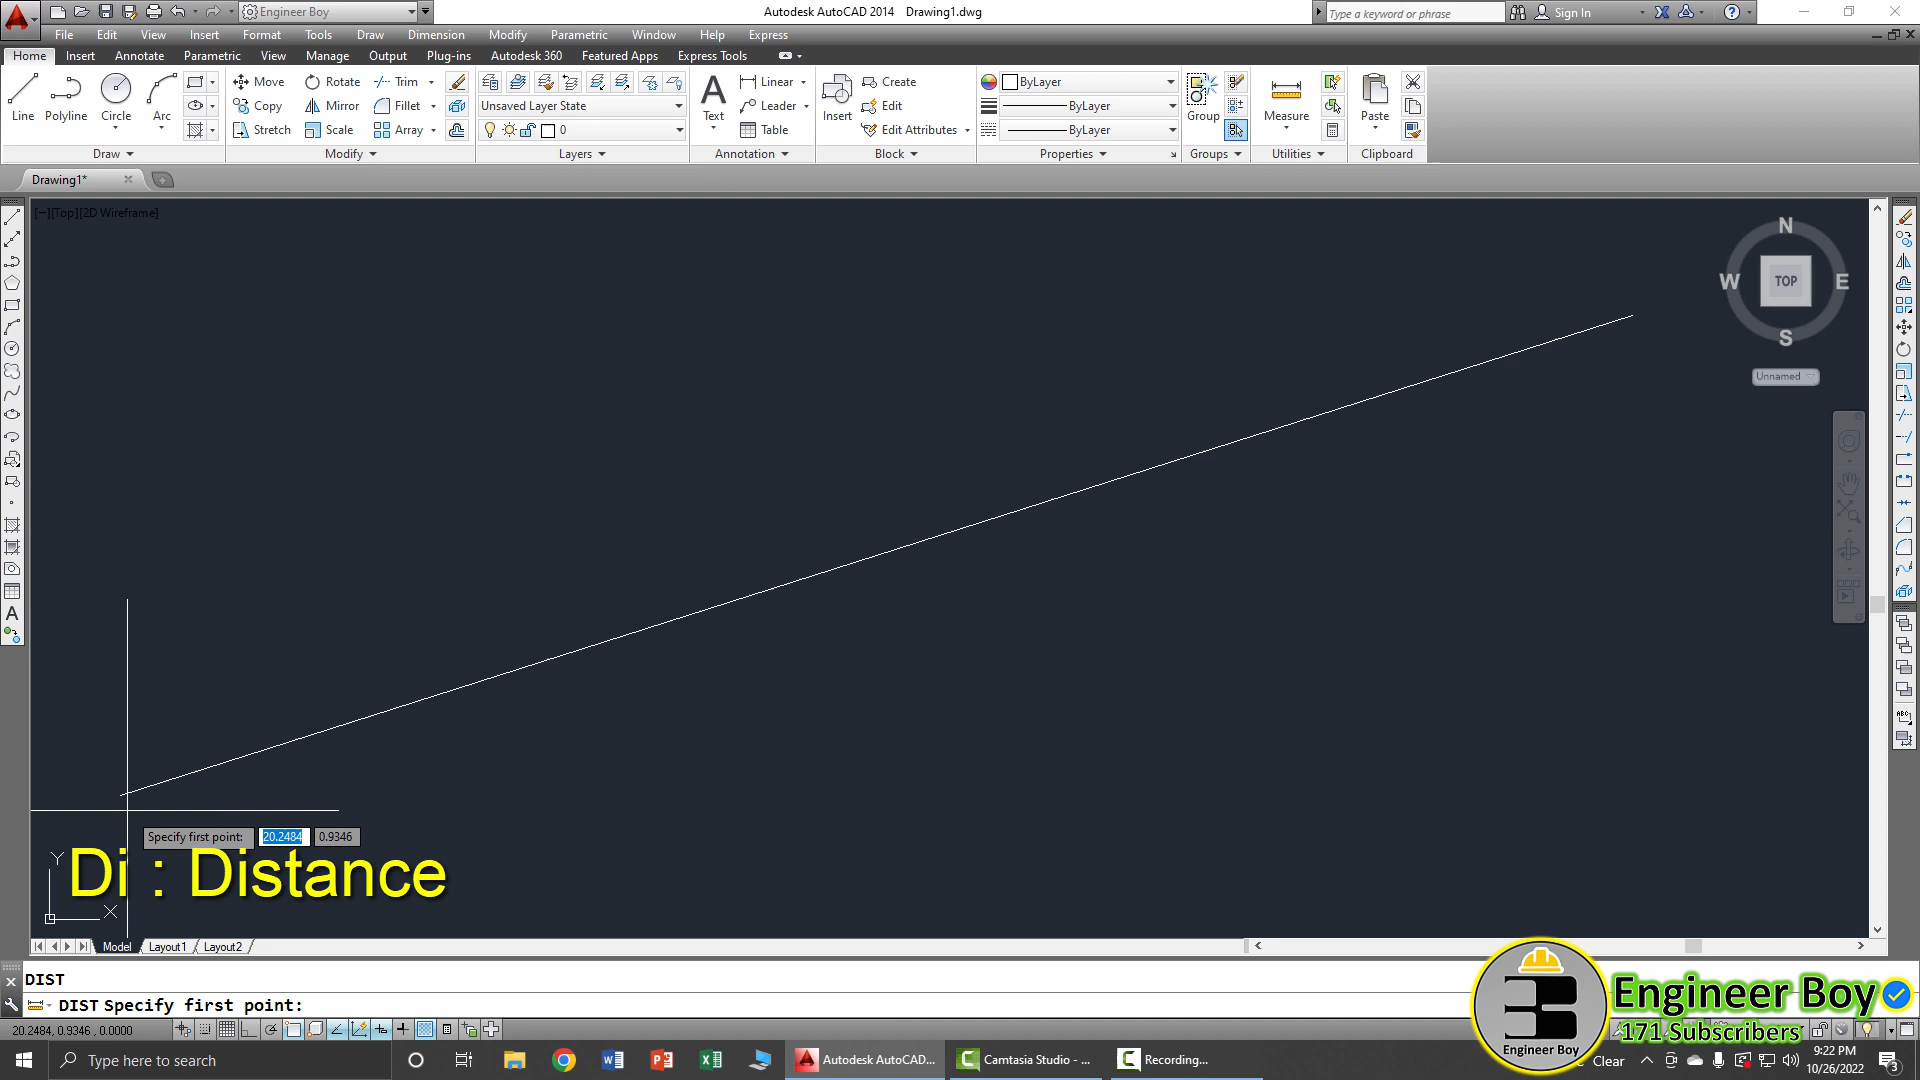 Engineer Boy
Autodesk AutoCAD 2014 Drawing1.dwg
Type a keyword or phrase
Sign In
File Edit View Insert Format Tools Draw Dimension Modify Parametric Window Help Express
Home Insert Annotate Parametric View Manage Output Plug-ins Autodesk 360 Featured Apps Express Tools
Line Polyline Circle Arc
Move Rotate Trim
Copy Mirror Fillet
Stretch Scale Array
Unsaved Layer State
0
Text
Linear
Leader
Table
Insert
Create
Edit
Edit Attributes
ByLayer
ByLayer
ByLayer
Group
Measure
Paste
Draw Modify Layers Annotation Block Properties Groups Utilities Clipboard
Drawing1*
[−][Top][2D Wireframe]
N
W TOP E
S
Unnamed
A
ABC
Specify first point: 20.2484 0.9346
Y
Di : Distance
X
Model Layout1 Layout2
DIST
DIST Specify first point:
20.2484, 0.9346 , 0.0000
Engineer Boy
171 Subscribers
Engineer Boy
Type here to search
Autodesk AutoCAD...
Camtasia Studio - ...
Recording...
Clear
9:22 PM
10/26/2022
3